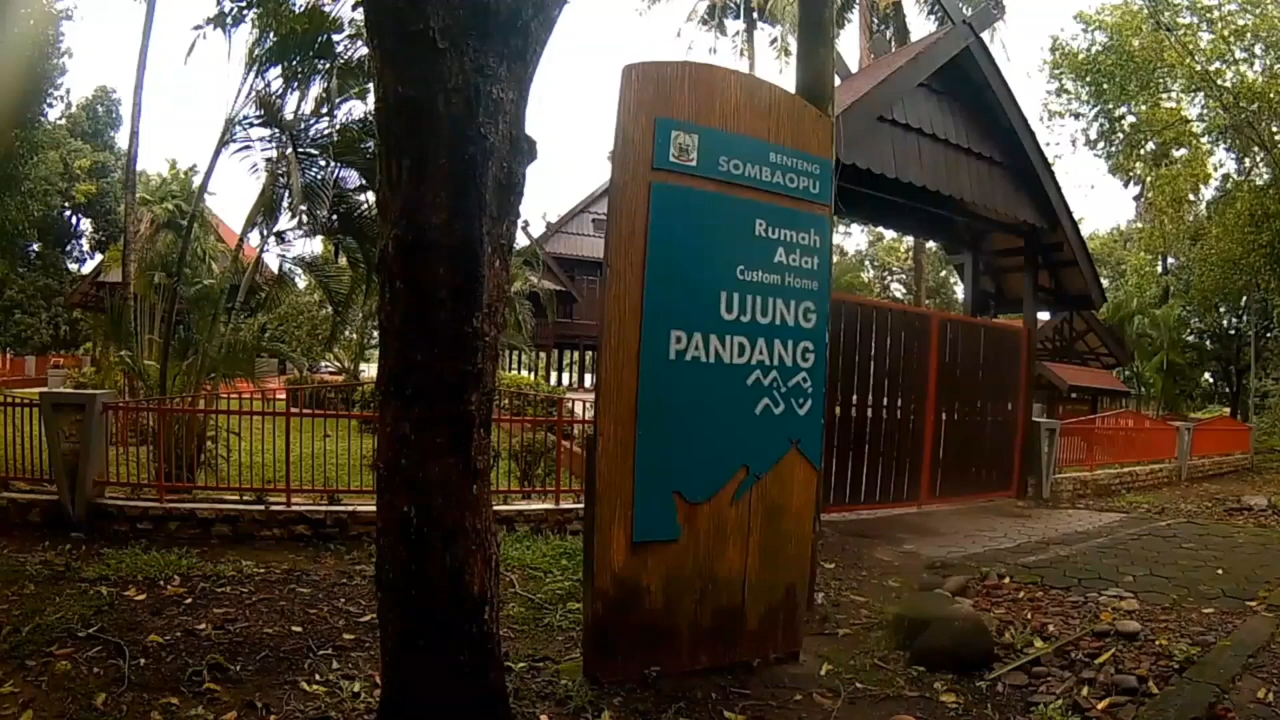 BENTENG
SOMBAOPU
Rumah
Adat
Custom Home
UJUNG
PANDANG